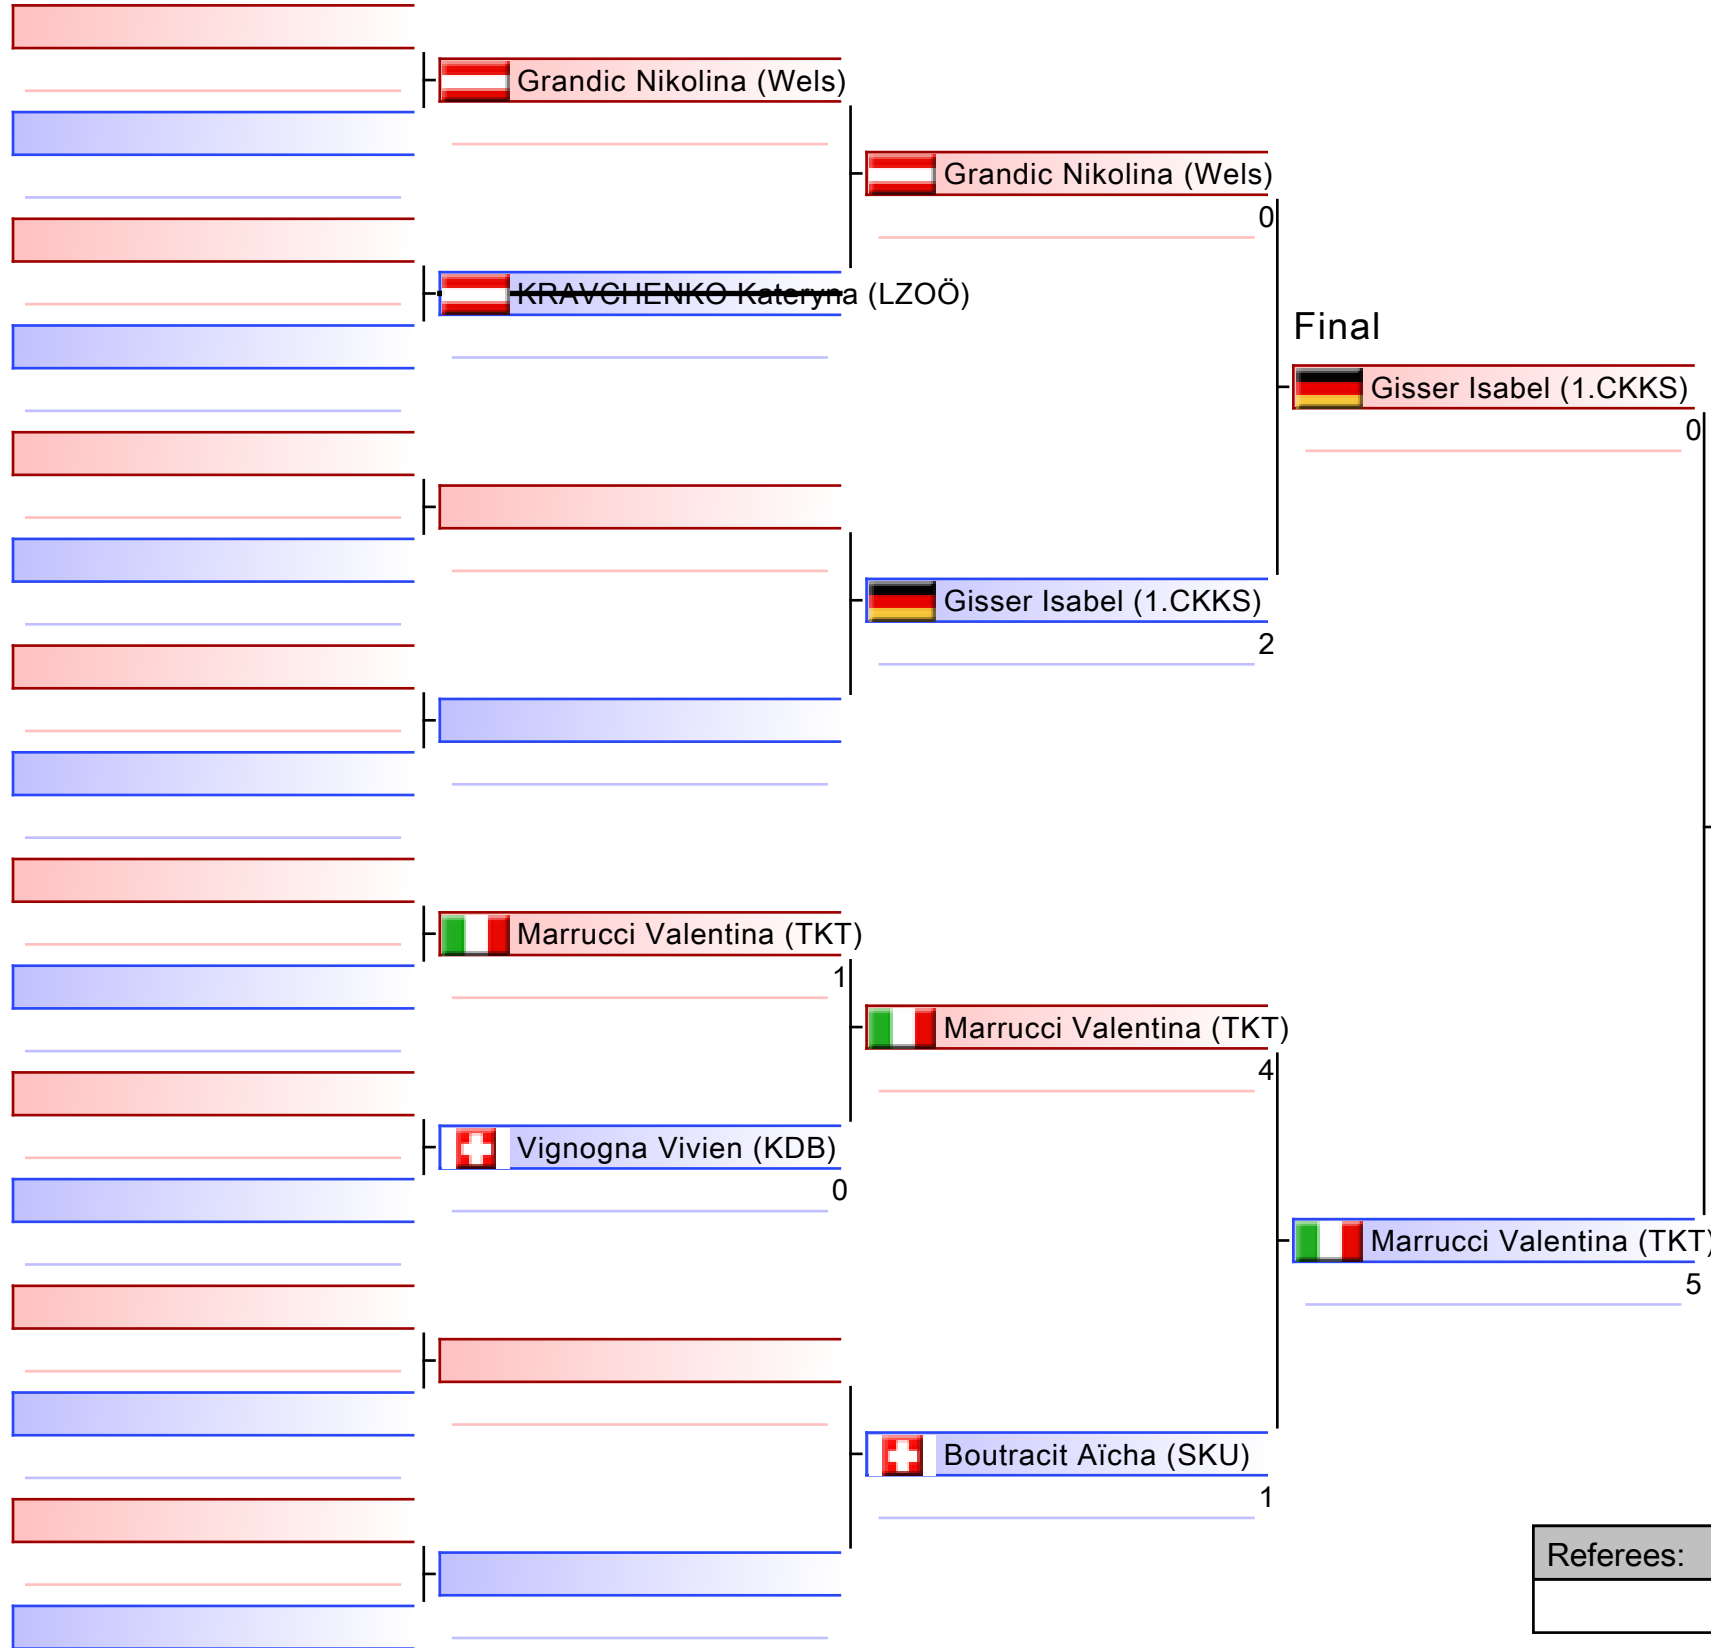 Grandic Nikolina (Wels)
Grandic Nikolina (Wels)
0
KRAVCHENKO Kateryna (LZOÖ)
Final
Gisser Isabel (1.CKKS)
0
Gisser Isabel (1.CKKS)
2
Marrucci Valentina (TKT)
1
Marrucci Valentina (TKT)
4
Vignogna Vivien (KDB)
0
Marrucci Valentina (TKT)
5
Boutracit Aïcha (SKU)
1
Referees: